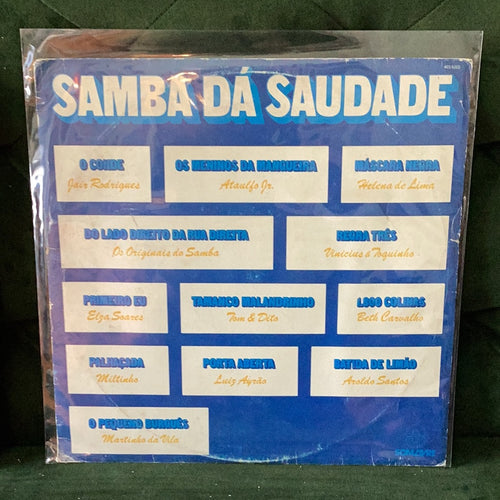 SAMBA DÁ SAUDADE
O CONDE
Jair Rodrigues
OS MENINOS DA MANGUEIRA
Ataulfo Jr.
MÁSCARA NEGRA
Helena de Lima
DO LADO DIREITO DA RUA DIREITA
Os Originais do Samba
REGRA TRÊS
Vinicius & Toquinho
PRIMEIRO EU
Elza Soares
TAMANCO MALANDRINHO
Tom & Dito
1.800 COLINAS
Beth Carvalho
PALHAÇADA
Miltinho
PORTA ABERTA
Luiz Ayrão
BATIDA DE LIMÃO
Aroldo Santos
O PEQUENO BURGUÊS
Martinho da Vila